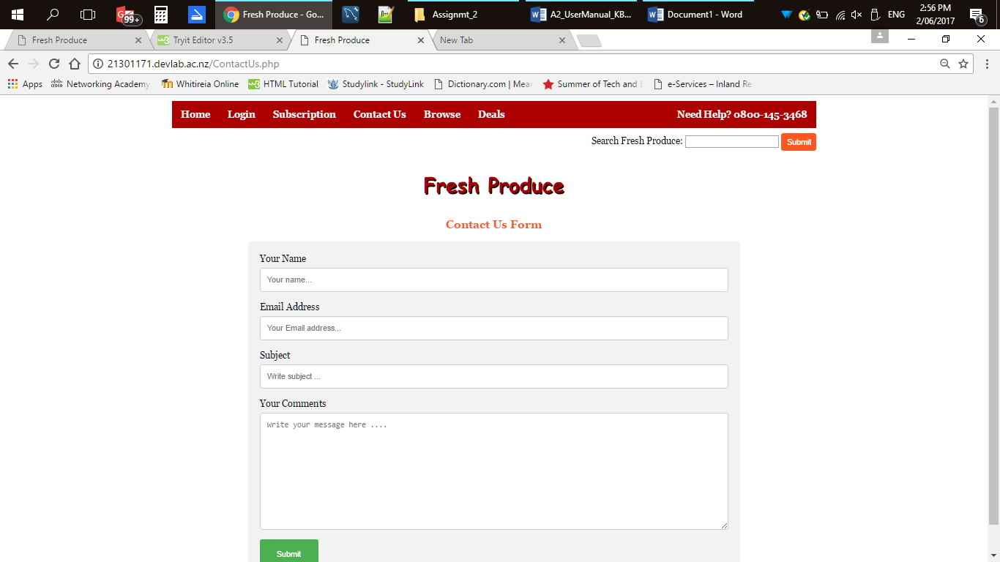 99+
Fresh Produce - Go...
Assignmt_2
A2_UserManual_KB...
Document1 - Word
ENG
2:56 PM
2/06/2017
6
Fresh Produce
Tryit Editor v3.5
Fresh Produce
New Tab
21301171.devlab.ac.nz/ContactUs.php
Apps
Networking Academy
Whitireia Online
HTML Tutorial
Studylink - StudyLink
Dictionary.com | Mear
Summer of Tech and
e-Services – Inland Re
Home Login Subscription Contact Us Browse Deals Need Help? 0800-145-3468
Search Fresh Produce: Submit
Fresh Produce
Contact Us Form
Your Name
Your name...
Email Address
Your Email address...
Subject
Write subject ...
Your Comments
Write your message here ....
Submit